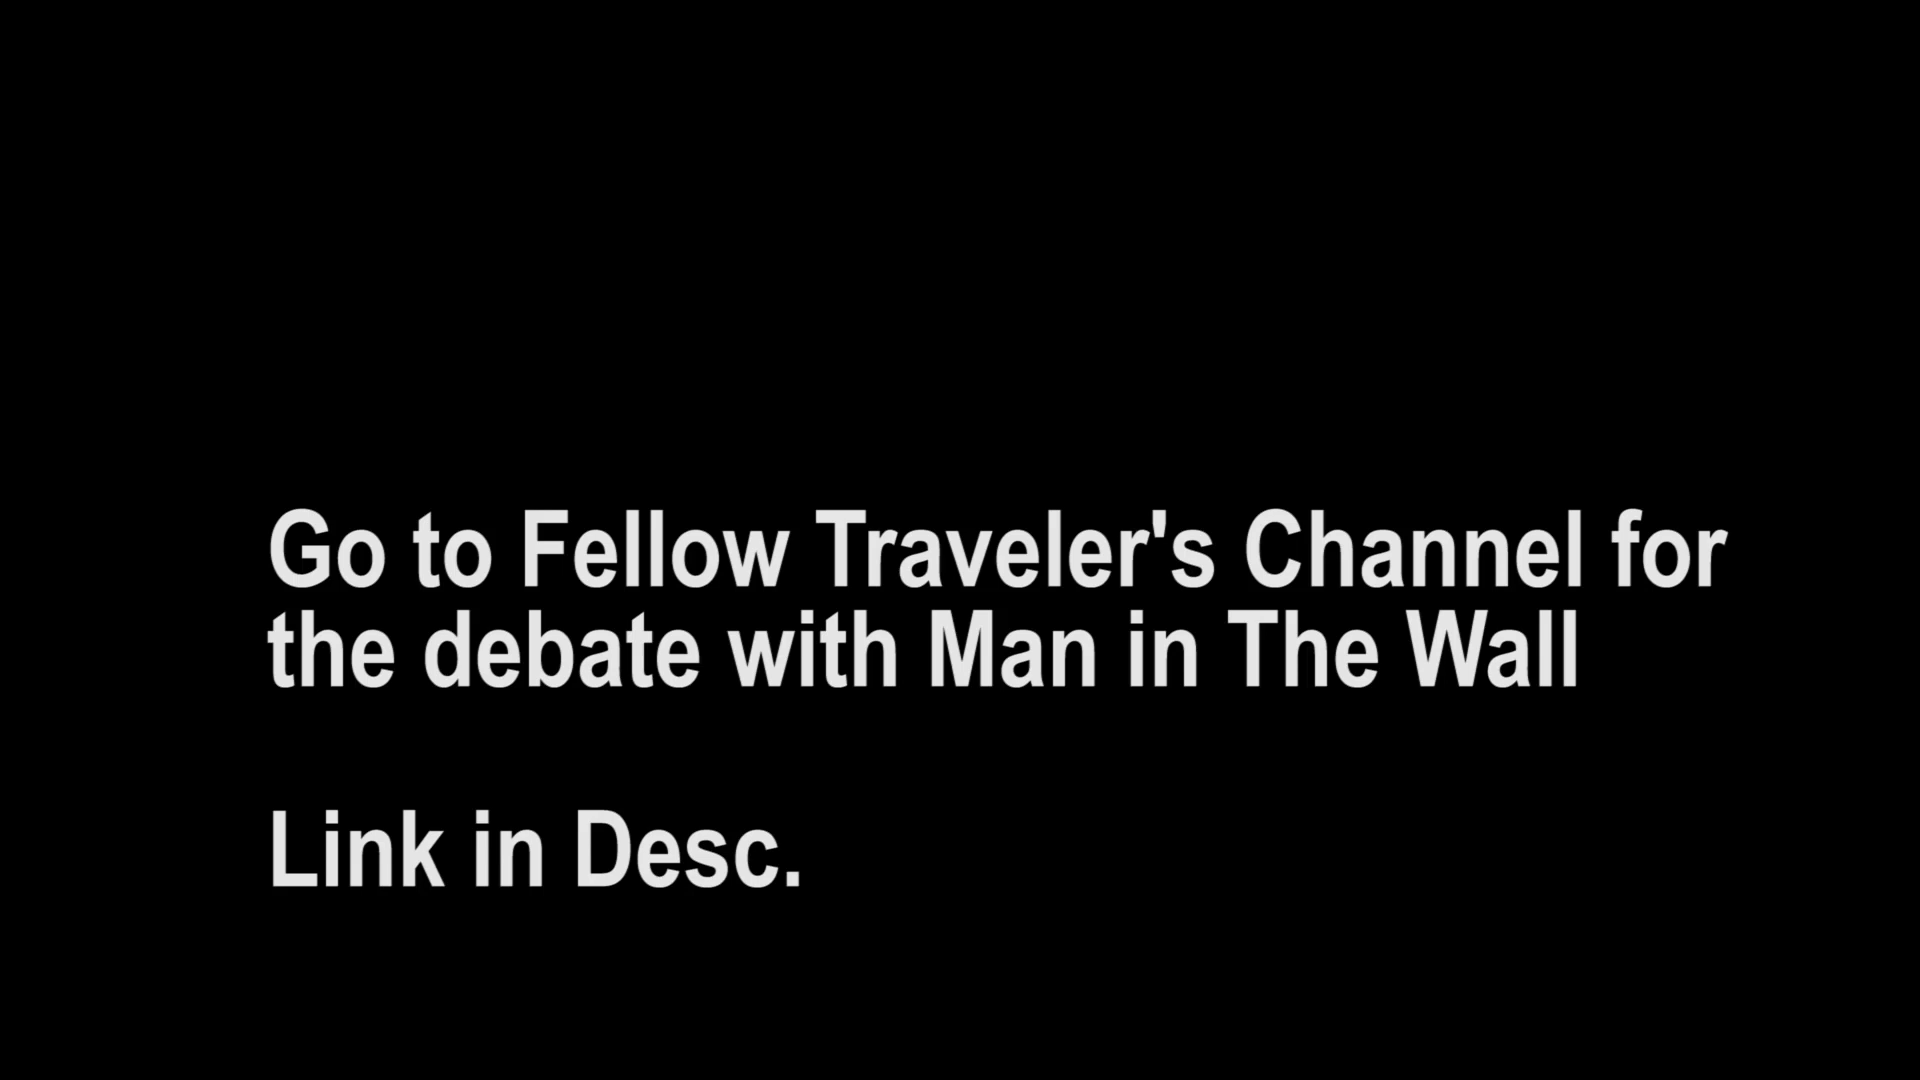 Go to Fellow Traveler's Channel for
the debate with Man in The Wall
Link in Desc.